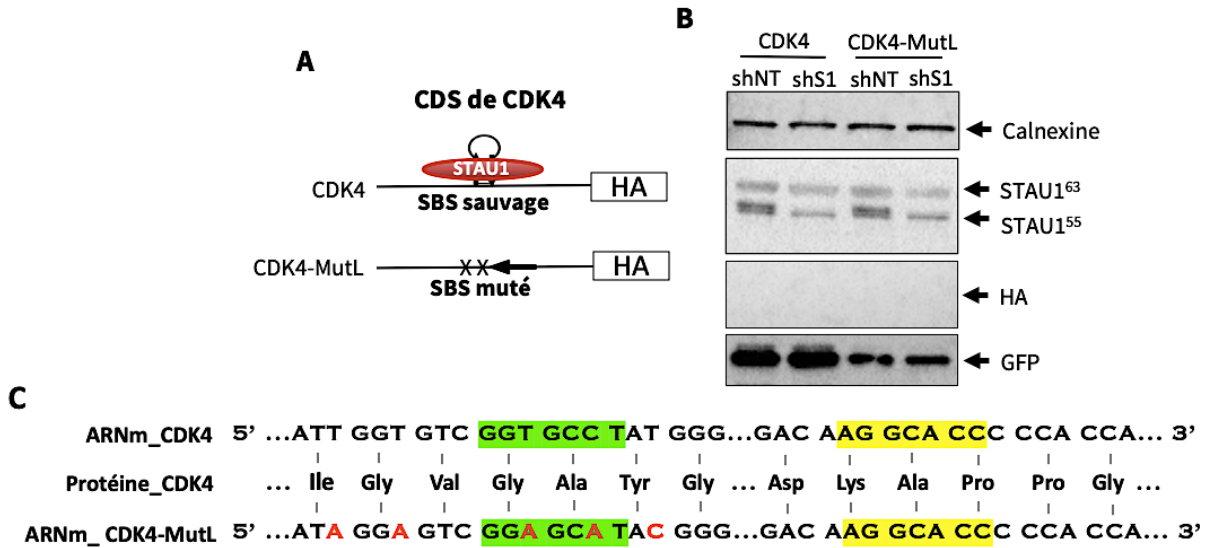 A
CDS de CDK4
STAU1
CDK4
HA
SBS sauvage
CDK4-MutL
XX
HA
SBS muté
B
CDK4 CDK4-MutL
shNT shS1 shNT shS1
Calnexine
STAU1⁶³
STAU1⁵⁵
HA
GFP
C
ARNm_CDK4 5’ ...ATT GGT GTC GGT GCC TAT GGG...GAC AAG GCA CCC CCA CCA... 3’
Protéine_CDK4 ... Ile Gly Val Gly Ala Tyr Gly ... Asp Lys Ala Pro Pro Gly ...
ARNm_ CDK4-MutL 5’ ...ATA GGA GTC GGA GCA TAC GGG...GAC AAG GCA CCC CCA CCA... 3’